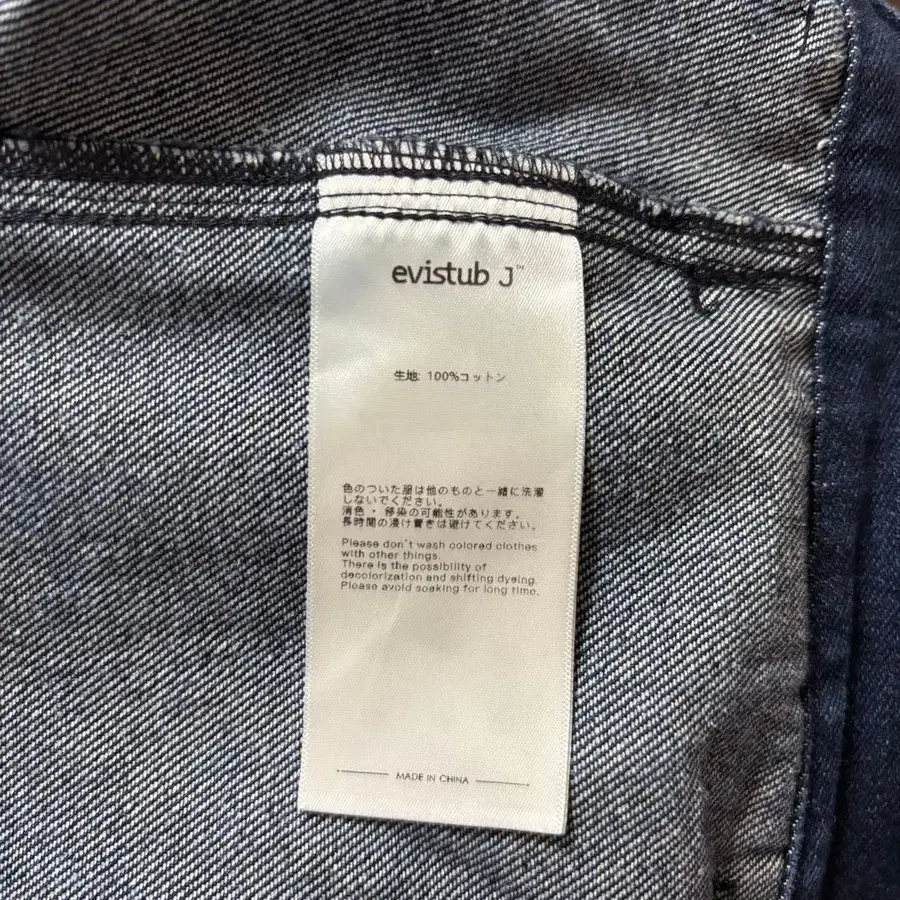 evistub J™
生地: 100%コットン
色のついた服は他のものと一緒に洗濯
しないでください。
消色・移染の可能性があります。
長時間の浸け置きは避けてください。
Please don't wash colored clothes
with other things.
There is the possibility of
decolorization and shifting dyeing.
Please avoid soaking for long time.
MADE IN CHINA